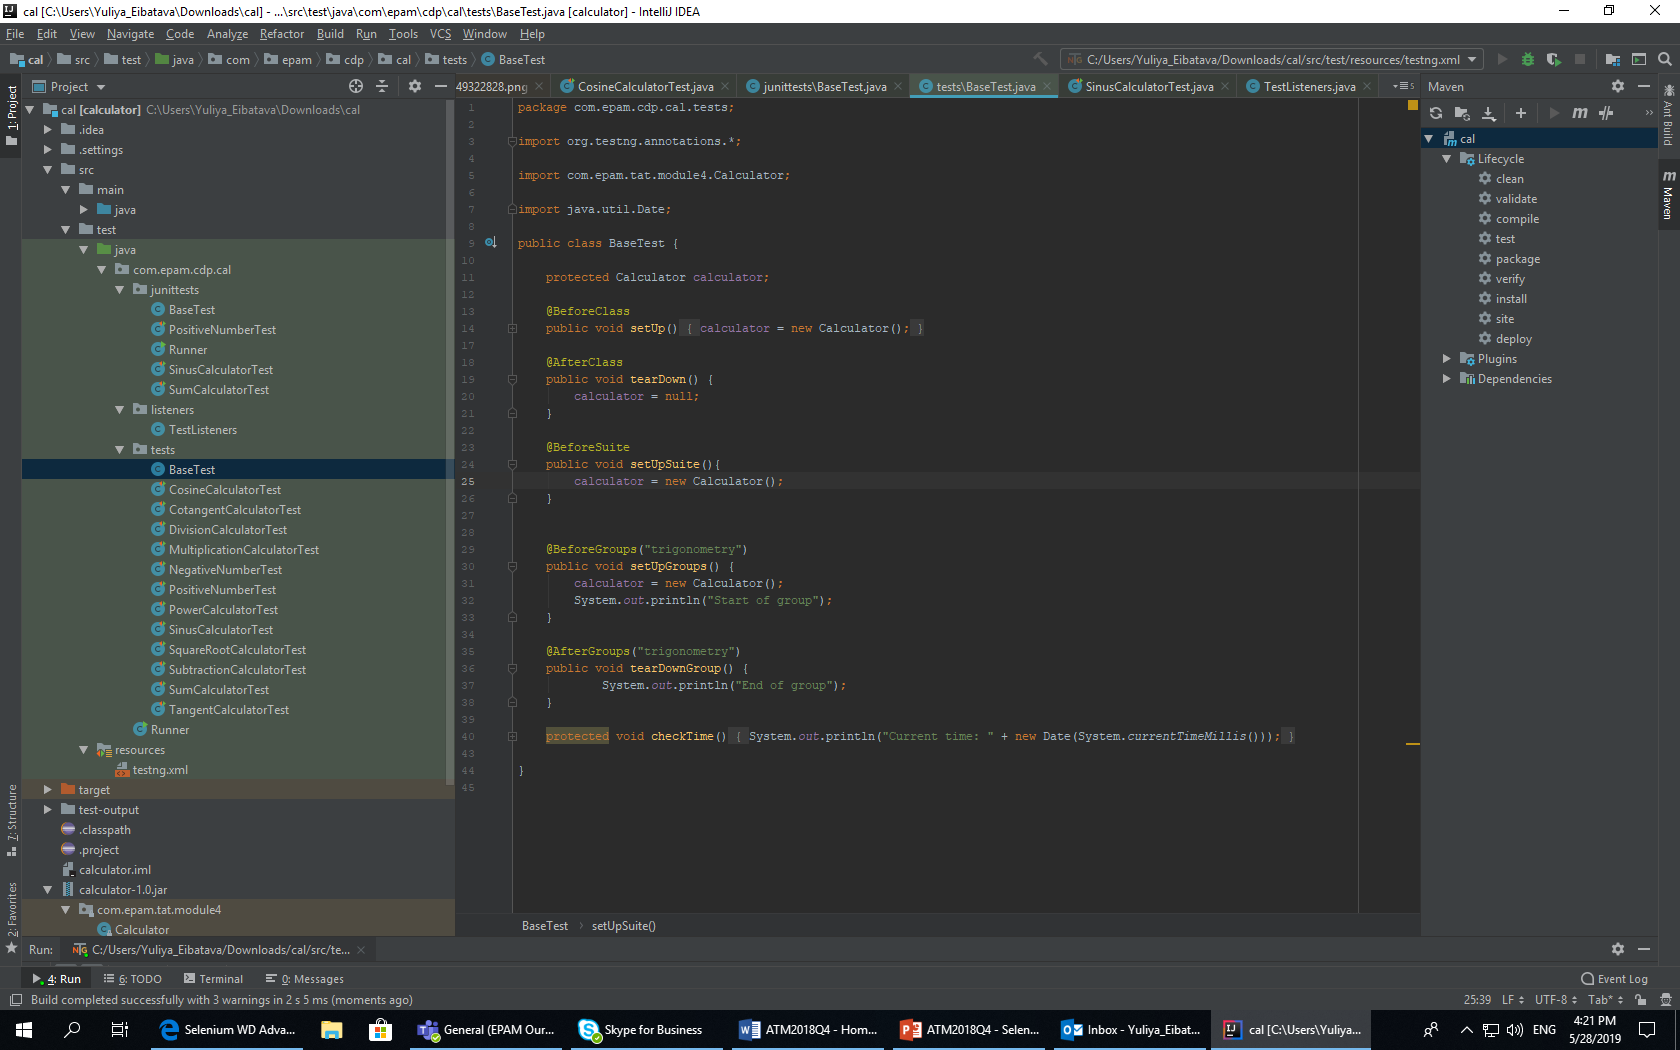 cal [C:\Users\Yuliya_Eibatava\Downloads\cal] - ...\src\test\java\com\epam\cdp\cal\tests\BaseTest.java [calculator] - IntelliJ IDEA
File Edit View Navigate Code Analyze Refactor Build Run Tools VCS Window Help
cal src test java com epam cdp cal tests BaseTest
C:/Users/Yuliya_Eibatava/Downloads/cal/src/test/resources/testng.xml
Project
49322828.png CosineCalculatorTest.java junittests\BaseTest.java tests\BaseTest.java SinusCalculatorTest.java TestListeners.java
Maven
1: Project
cal [calculator] C:\Users\Yuliya_Eibatava\Downloads\cal
.idea
.settings
src
main
java
test
java
com.epam.cdp.cal
junittests
BaseTest
PositiveNumberTest
Runner
SinusCalculatorTest
SumCalculatorTest
listeners
TestListeners
tests
BaseTest
CosineCalculatorTest
CotangentCalculatorTest
DivisionCalculatorTest
MultiplicationCalculatorTest
NegativeNumberTest
PositiveNumberTest
PowerCalculatorTest
SinusCalculatorTest
SquareRootCalculatorTest
SubtractionCalculatorTest
SumCalculatorTest
TangentCalculatorTest
Runner
resources
testng.xml
target
test-output
.classpath
.project
calculator.iml
calculator-1.0.jar
com.epam.tat.module4
Calculator
7: Structure
2: Favorites
1 package com.epam.cdp.cal.tests;
2
3 import org.testng.annotations.*;
4
5 import com.epam.tat.module4.Calculator;
6
7 import java.util.Date;
8
9 public class BaseTest {
10
11 protected Calculator calculator;
12
13 @BeforeClass
14 public void setUp() { calculator = new Calculator(); }
17
18 @AfterClass
19 public void tearDown() {
20 calculator = null;
21 }
22
23 @BeforeSuite
24 public void setUpSuite(){
25 calculator = new Calculator();
26 }
27
28
29 @BeforeGroups("trigonometry")
30 public void setUpGroups() {
31 calculator = new Calculator();
32 System.out.println("Start of group");
33 }
34
35 @AfterGroups("trigonometry")
36 public void tearDownGroup() {
37 System.out.println("End of group");
38 }
39
40 protected void checkTime() { System.out.println("Current time: " + new Date(System.currentTimeMillis())); }
43
44 }
45
BaseTest setUpSuite()
m
cal
Lifecycle
clean
validate
compile
test
package
verify
install
site
deploy
Plugins
Dependencies
Ant Build
m Maven
Run: C:/Users/Yuliya_Eibatava/Downloads/cal/src/te...
4: Run 6: TODO Terminal 0: Messages
Event Log
Build completed successfully with 3 warnings in 2 s 5 ms (moments ago)
25:39 LF UTF-8 Tab*
Selenium WD Adva... General (EPAM Our... Skype for Business ATM2018Q4 - Hom... ATM2018Q4 - Selen... Inbox - Yuliya_Eibat... cal [C:\Users\Yuliya...
ENG
4:21 PM
5/28/2019